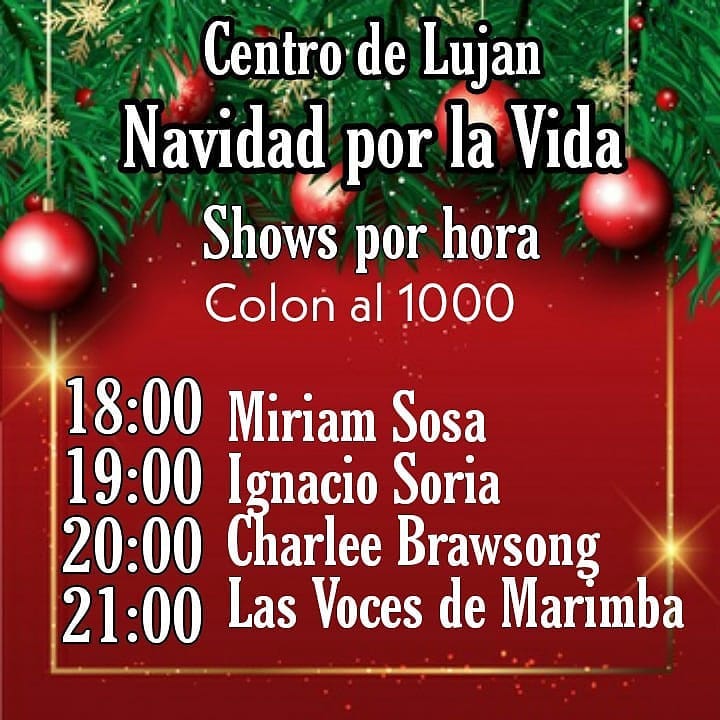 Centro de Lujan
Navidad por la Vida
Shows por hora
Colon al 1000
18:00 Miriam Sosa
19:00 Ignacio Soria
20:00 Charlee Brawsong
21:00 Las Voces de Marimba